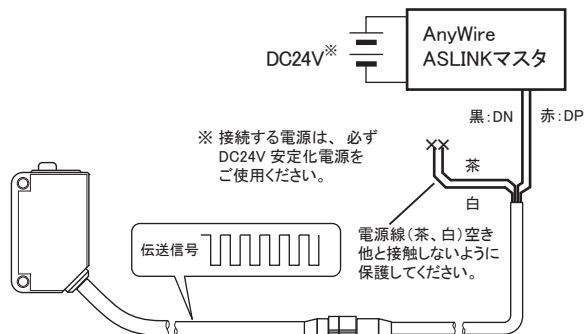 AnyWire
ASLINKマスタ
DC24V※
黒:DN
赤:DP
※ 接続する電源は、必ず
DC24V 安定化電源を
ご使用ください。
茶
白
電源線(茶、白)空き
他と接触しないように
保護してください。
伝送信号